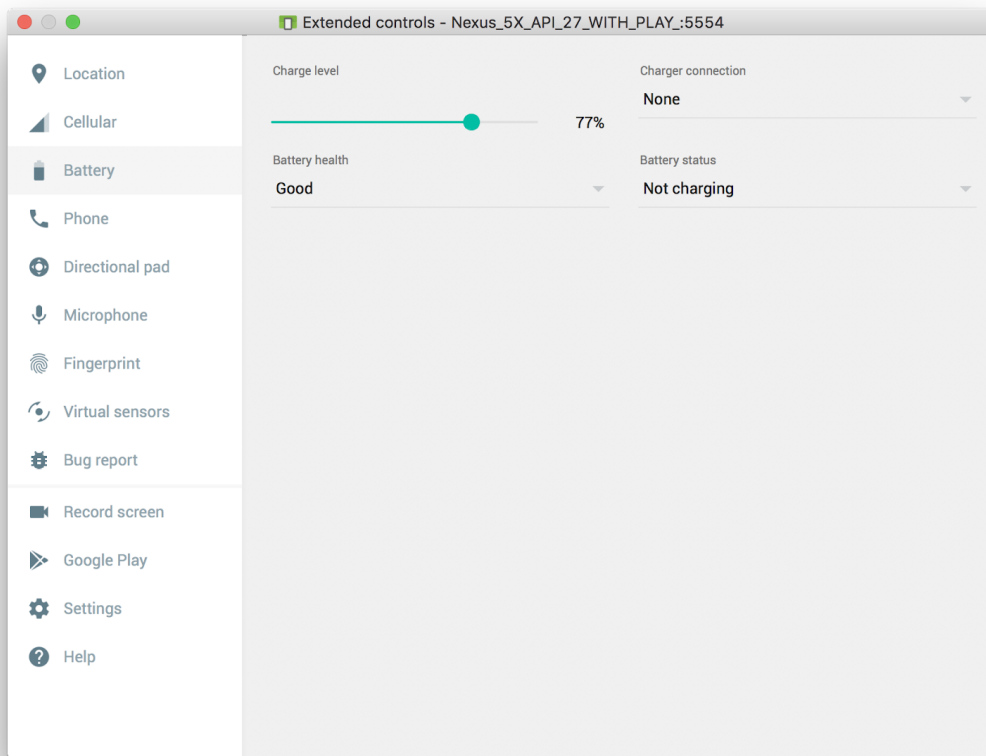 Extended controls - Nexus_5X_API_27_WITH_PLAY_:5554
Location
Cellular
Battery
Phone
Directional pad
Microphone
Fingerprint
Virtual sensors
Bug report
Record screen
Google Play
Settings
Help
Charge level
77%
Charger connection
None
Battery health
Good
Battery status
Not charging